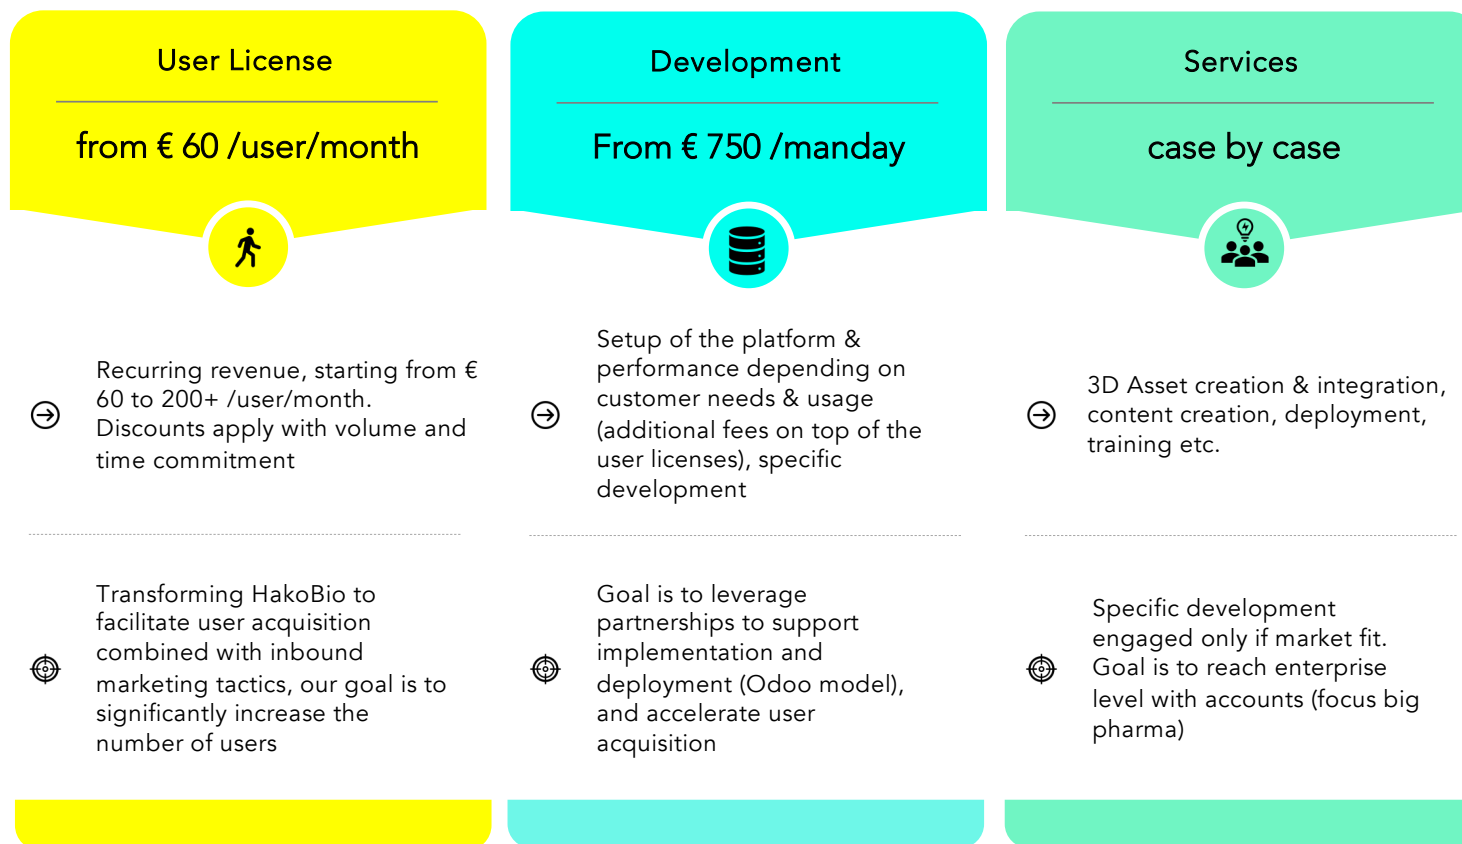 User License
from € 60 /user/month
Recurring revenue, starting from €
60 to 200+ /user/month.
Discounts apply with volume and
time commitment
Transforming HakoBio to
facilitate user acquisition
combined with inbound
marketing tactics, our goal is to
significantly increase the
number of users
Development
From € 750 /manday
Setup of the platform &
performance depending on
customer needs & usage
(additional fees on top of the
user licenses), specific
development
Goal is to leverage
partnerships to support
implementation and
deployment (Odoo model),
and accelerate user
acquisition
Services
case by case
3D Asset creation & integration,
content creation, deployment,
training etc.
Specific development
engaged only if market fit.
Goal is to reach enterprise
level with accounts (focus big
pharma)